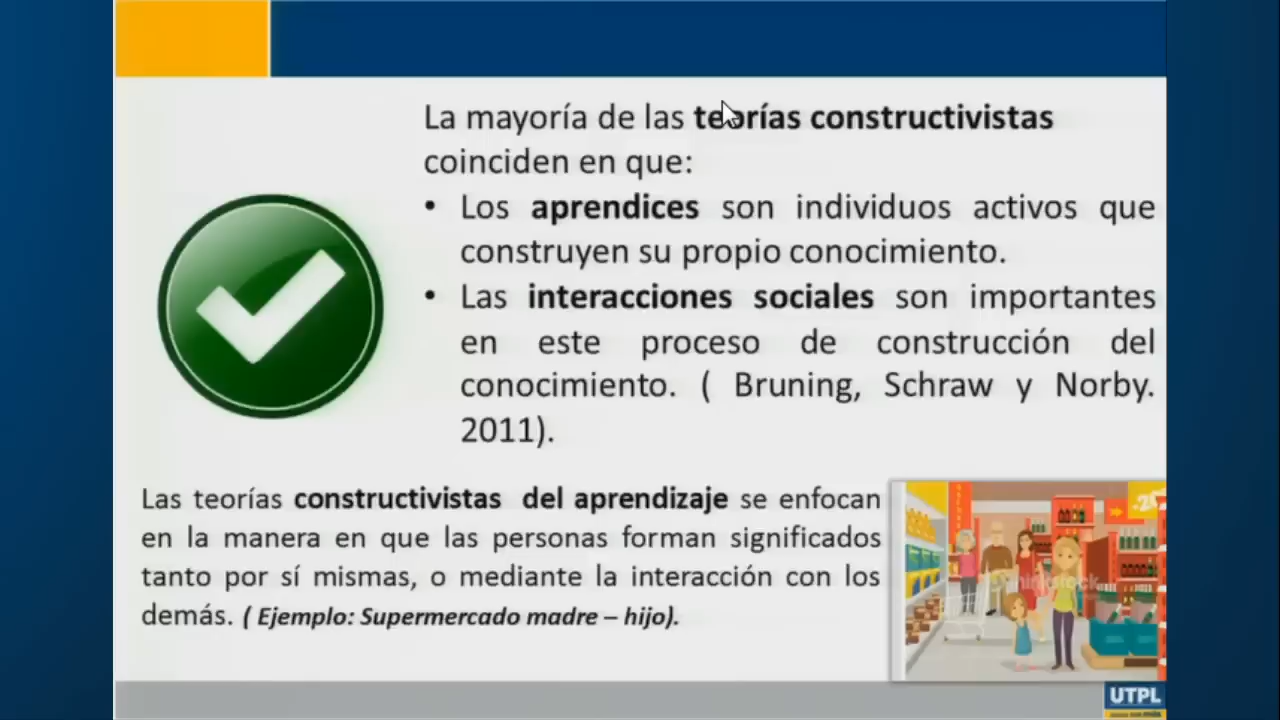 La mayoría de las teorías constructivistas
coinciden en que:
• Los aprendices son individuos activos que
construyen su propio conocimiento.
• Las interacciones sociales son importantes
en este proceso de construcción del
conocimiento. ( Bruning, Schraw y Norby.
2011).
Las teorías constructivistas del aprendizaje se enfocan
en la manera en que las personas forman significados
tanto por sí mismas, o mediante la interacción con los
demás. ( Ejemplo: Supermercado madre – hijo).
UTPL